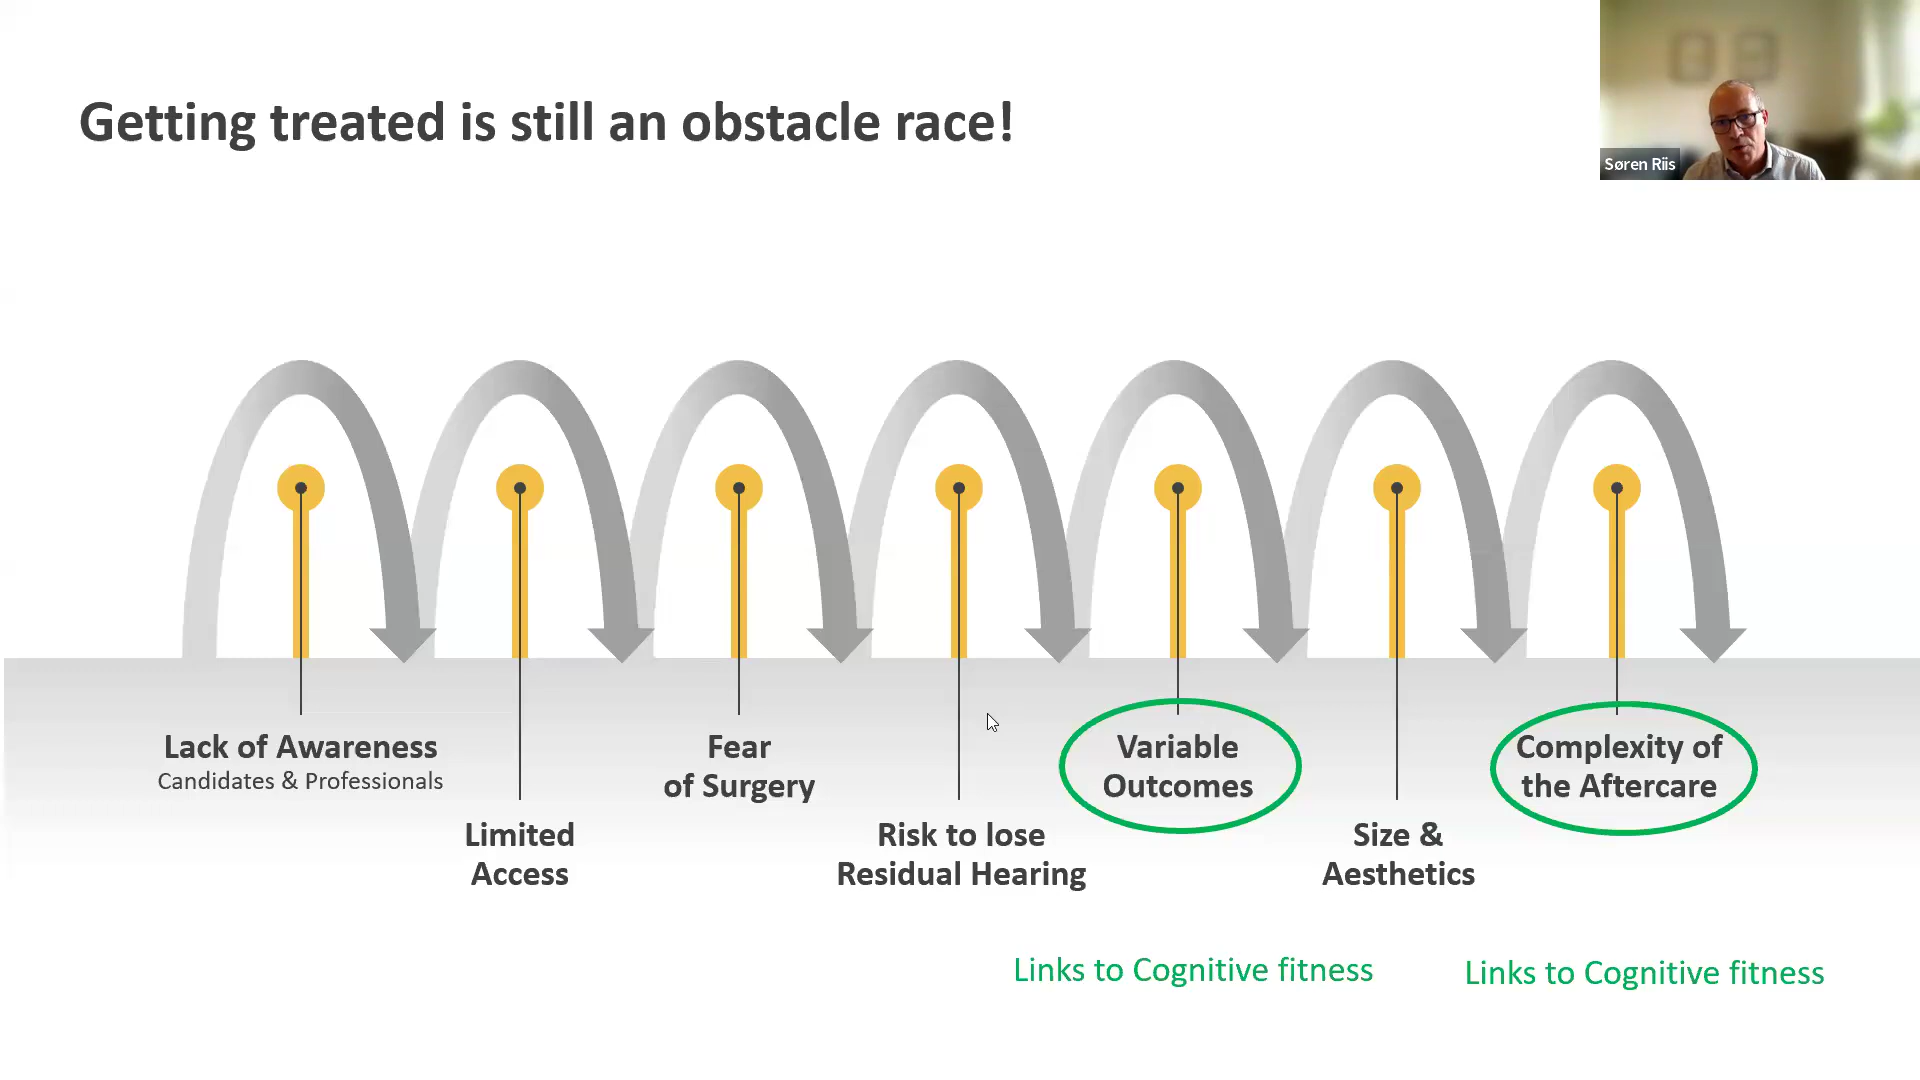 Getting treated is still an obstacle race!
Søren Riis
Lack of Awareness
Candidates & Professionals
Limited
Access
Fear
of Surgery
Risk to lose
Residual Hearing
Variable
Outcomes
Size &
Aesthetics
Complexity of
the Aftercare
Links to Cognitive fitness
Links to Cognitive fitness